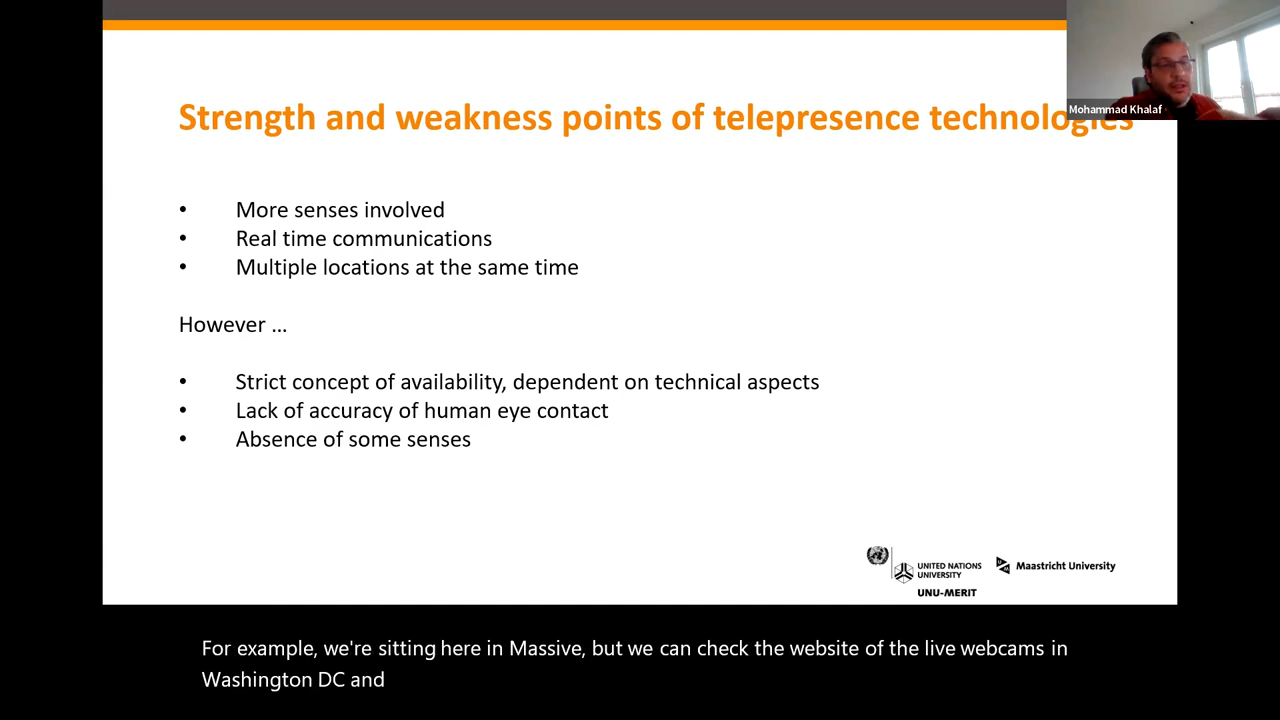 Mohammad Khalaf
Strength and weakness points of telepresence technologies
• More senses involved
• Real time communications
• Multiple locations at the same time
However ...
• Strict concept of availability, dependent on technical aspects
• Lack of accuracy of human eye contact
• Absence of some senses
UNITED NATIONS
UNIVERSITY
UNU-MERIT
Maastricht University
For example, we're sitting here in Massive, but we can check the website of the live webcams in
Washington DC and